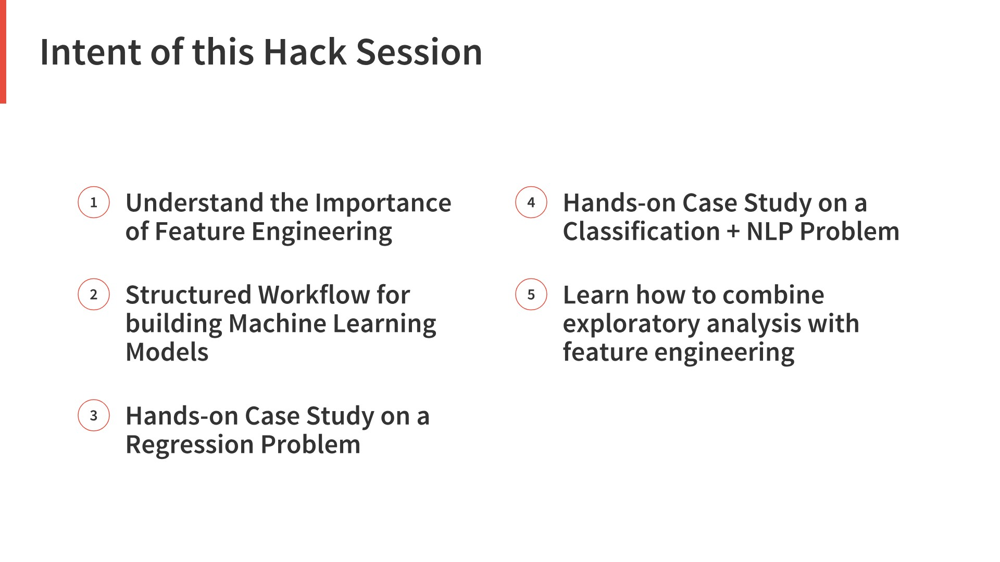 Intent of this Hack Session
1 Understand the Importance
of Feature Engineering
2 Structured Workflow for
building Machine Learning
Models
3 Hands-on Case Study on a
Regression Problem
4 Hands-on Case Study on a
Classification + NLP Problem
5 Learn how to combine
exploratory analysis with
feature engineering